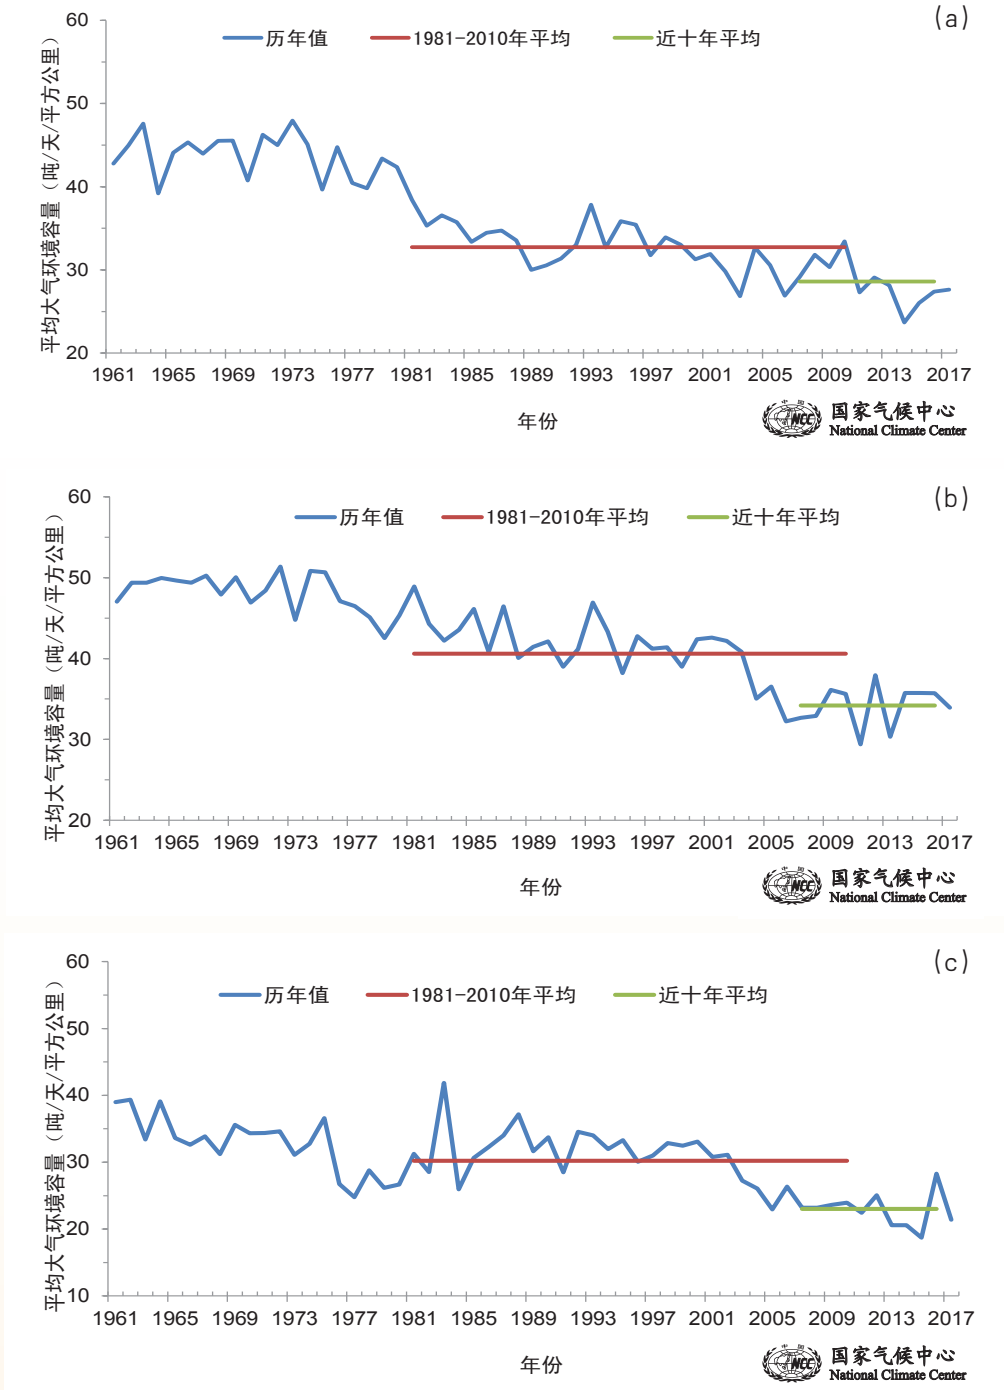 (a)
历年值 1981-2010年平均 近十年平均
平均大气环境容量（吨/天/平方公里）
60
50
40
30
20
1961 1965 1969 1973 1977 1981 1985 1989 1993 1997 2001 2005 2009 2013 2017
年份
中 国
NCC
国家气候中心
National Climate Center
(b)
历年值 1981-2010年平均 近十年平均
平均大气环境容量（吨/天/平方公里）
60
50
40
30
20
1961 1965 1969 1973 1977 1981 1985 1989 1993 1997 2001 2005 2009 2013 2017
年份
中 国
NCC
国家气候中心
National Climate Center
(c)
历年值 1981-2010年平均 近十年平均
平均大气环境容量（吨/天/平方公里）
60
50
40
30
20
10
1961 1965 1969 1973 1977 1981 1985 1989 1993 1997 2001 2005 2009 2013 2017
年份
中 国
NCC
国家气候中心
National Climate Center